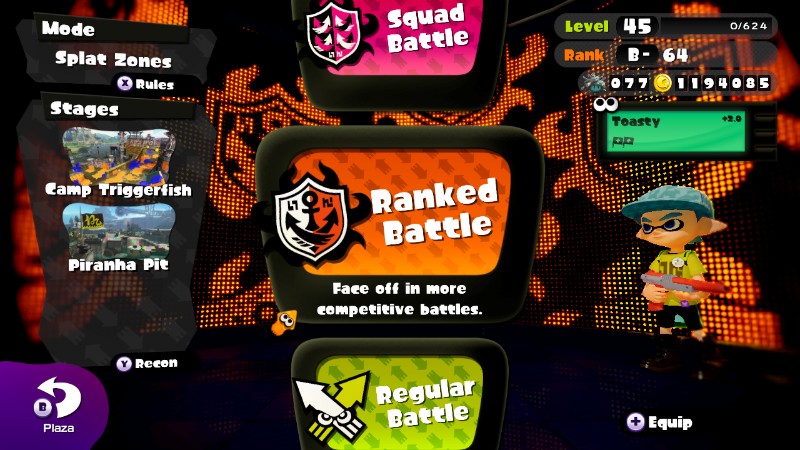 Mode
Splat Zones
X Rules
Stages
Camp Triggerfish
Piranha Pit
Y Recon
B
Plaza
Squad
Battle
Ranked
Battle
Face off in more
competitive battles.
Regular
Battle
Level 45 0/624
Rank B- 64
077 1194085
Toasty +2.0
Equip